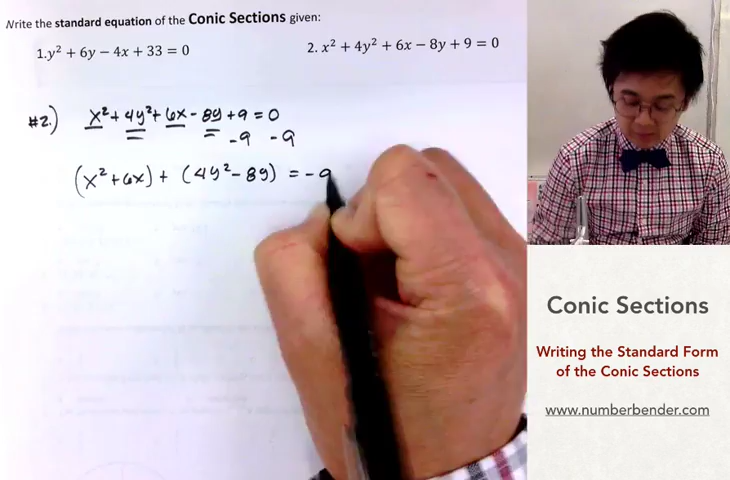 Write the standard equation of the Conic Sections given:
1.y² + 6y − 4x + 33 = 0
2. x² + 4y² + 6x − 8y + 9 = 0
#2.) x² + 4y² + 6x - 8y + 9 = 0
-9 -9
(x² + 6x) + (4y² - 8y) = -9
Conic Sections
Writing the Standard Form
of the Conic Sections
www.numberbender.com